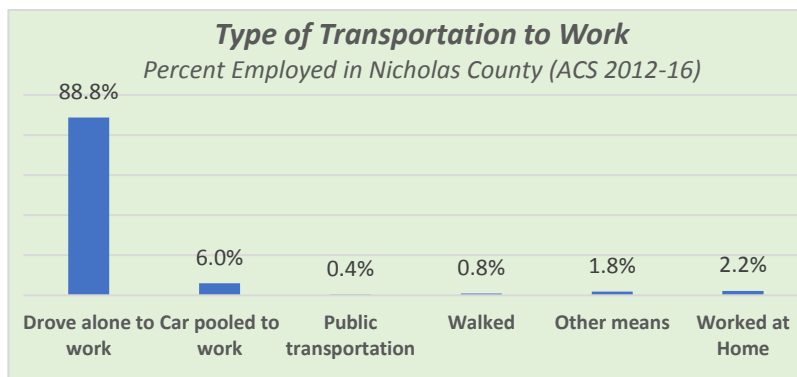 Type of Transportation to Work
Percent Employed in Nicholas County (ACS 2012-16)
88.8%
6.0%
0.4%
0.8%
1.8%
2.2%
Drove alone to
work
Car pooled to
work
Public
transportation
Walked
Other means
Worked at
Home